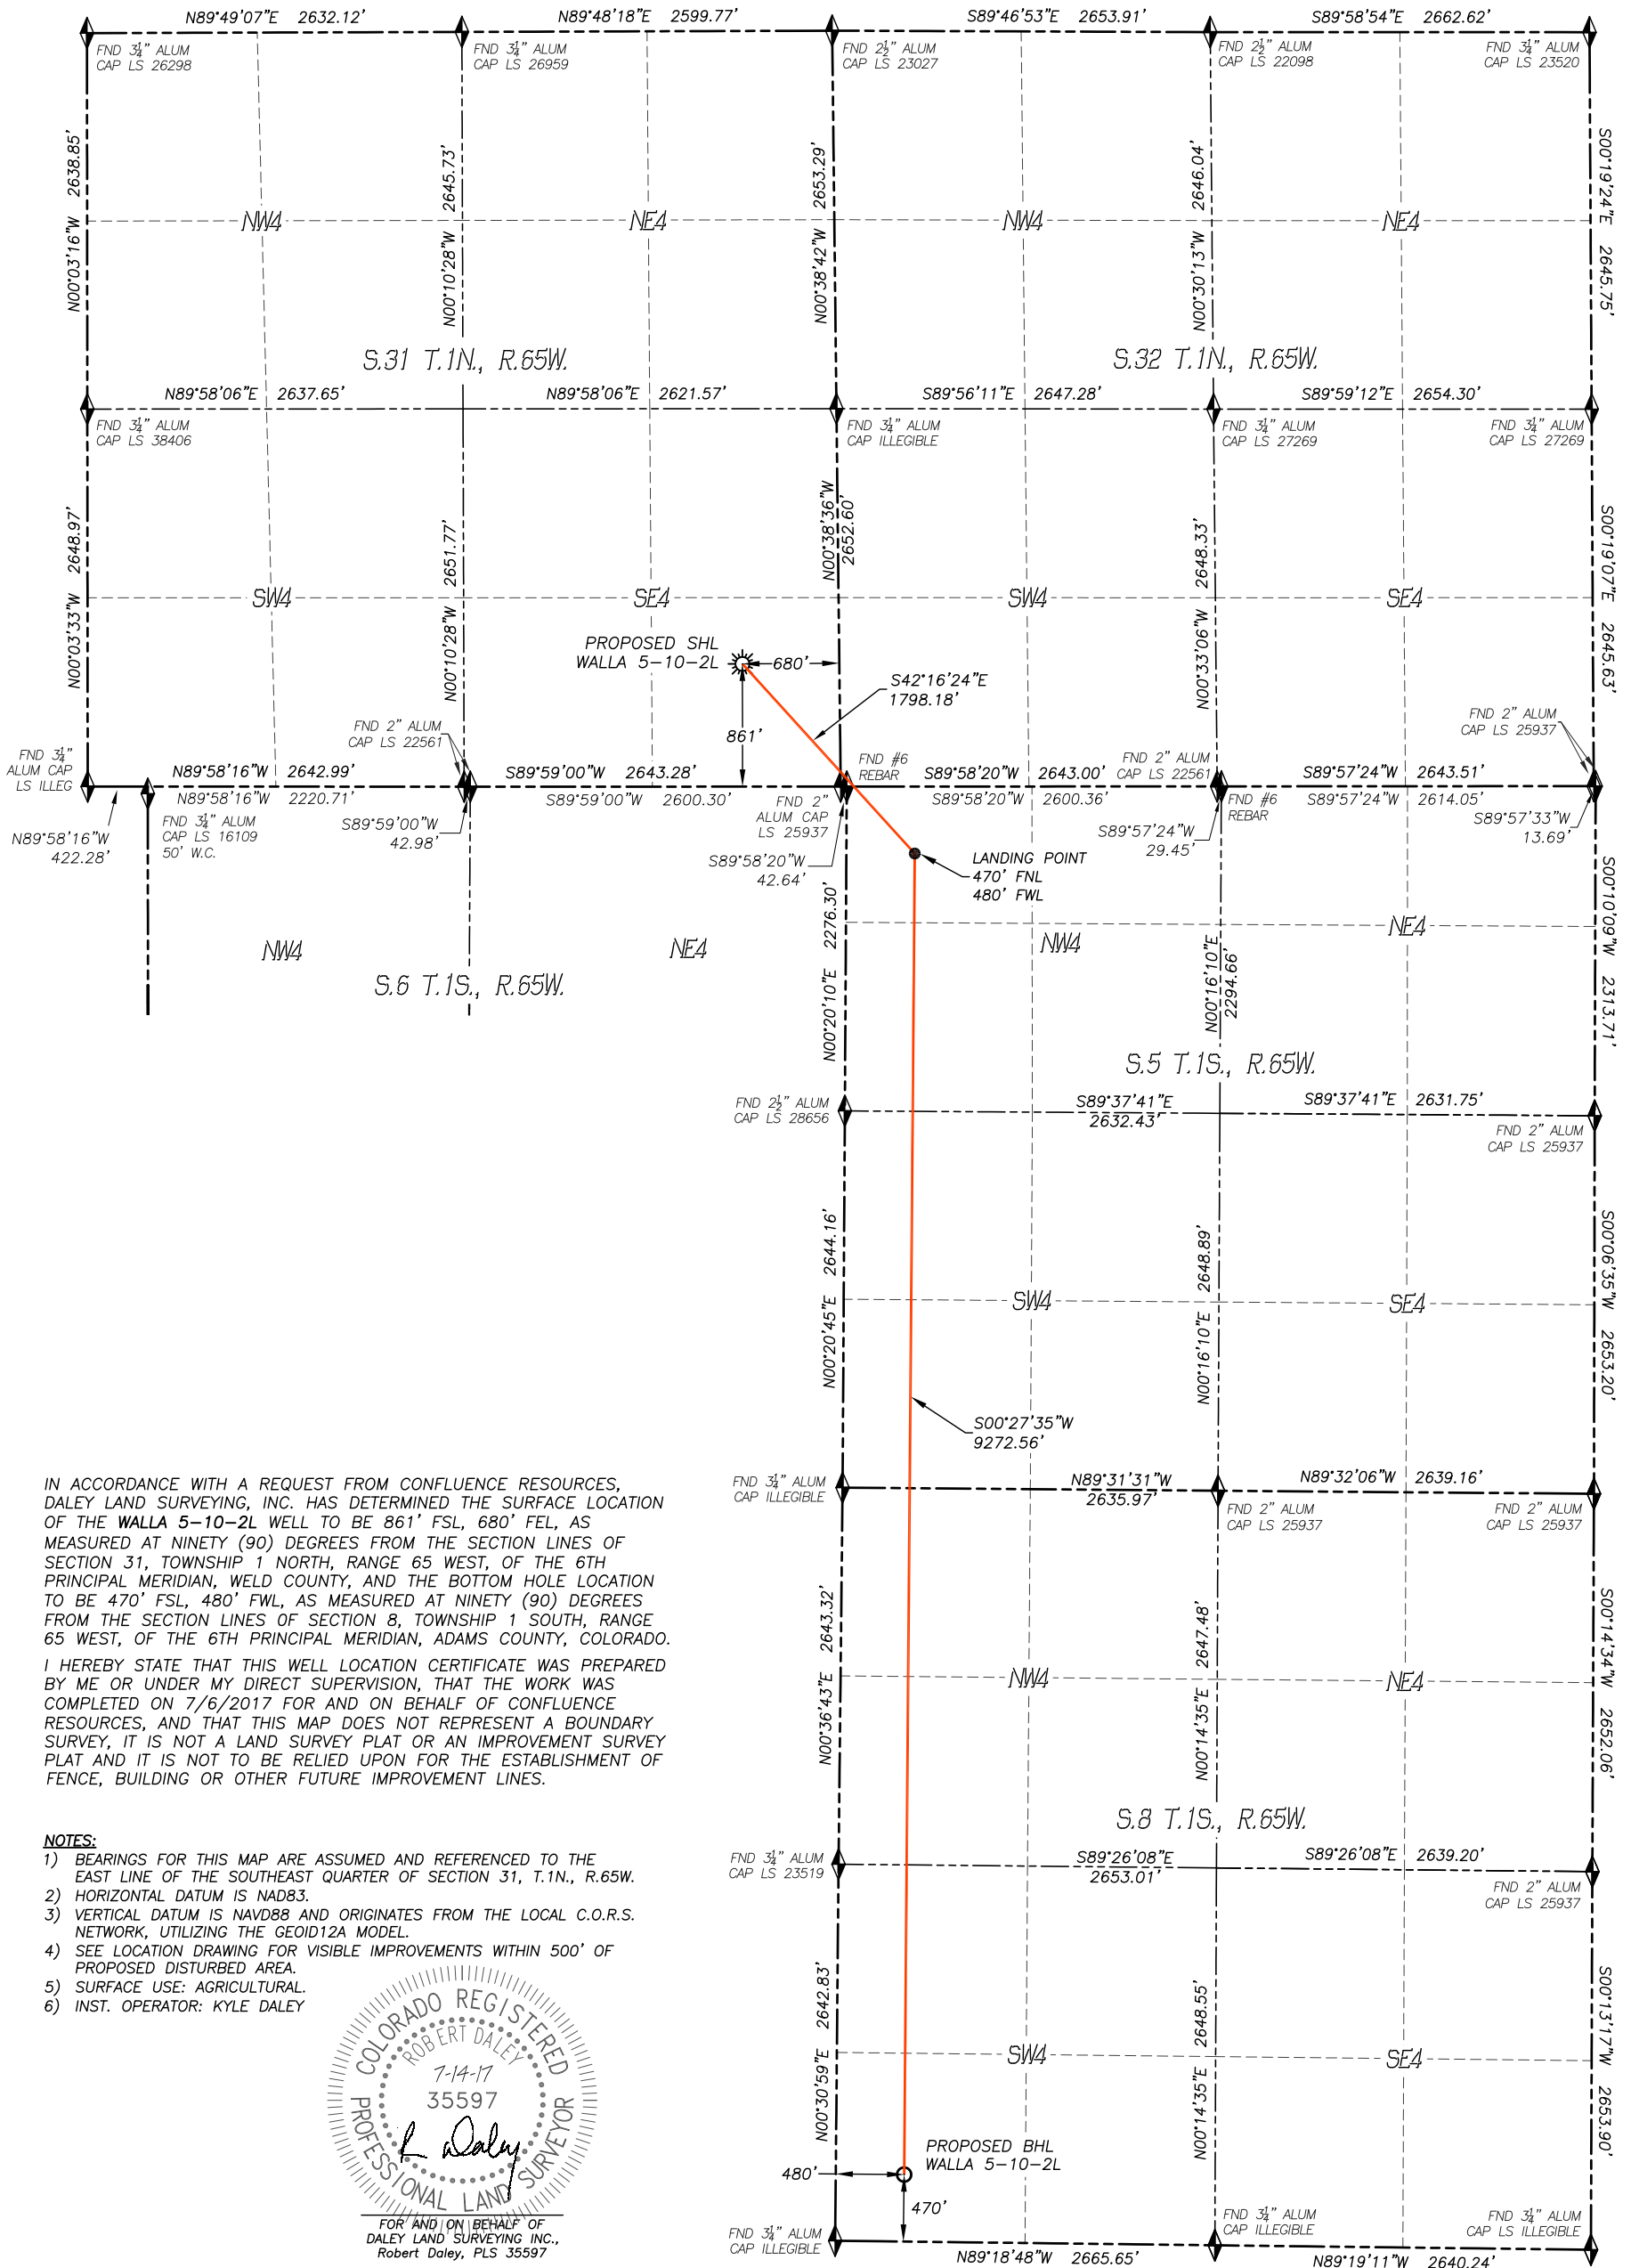 N89°49'07"E 2632.12'
N89°48'18"E 2599.77'
S89°46'53"E 2653.91'
S89°58'54"E 2662.62'
FND 3¼" ALUM
CAP LS 26298
FND 3¼" ALUM
CAP LS 26959
FND 2½" ALUM
CAP LS 23027
FND 2½" ALUM
CAP LS 22098
FND 3¼" ALUM
CAP LS 23520
N00°03'16"W 2638.85'
N00°10'28"W 2645.73'
N00°38'42"W 2653.29'
N00°30'13"W 2646.04'
S00°19'24"E 2645.75'
NW4
NE4
NW4
NE4
S.31 T.1N., R.65W.
S.32 T.1N., R.65W.
N89°58'06"E 2637.65'
N89°58'06"E 2621.57'
S89°56'11"E 2647.28'
S89°59'12"E 2654.30'
FND 3¼" ALUM
CAP LS 38406
FND 3¼" ALUM
CAP ILLEGIBLE
FND 3¼" ALUM
CAP LS 27269
FND 3¼" ALUM
CAP LS 27269
N00°03'33"W 2648.97'
N00°10'28"W 2651.77'
N00°38'36"W
2652.60'
N00°33'06"W 2648.33'
S00°19'07"E 2645.63'
SW4
SE4
SW4
SE4
PROPOSED SHL
WALLA 5-10-2L
680'
861'
S42°16'24"E
1798.18'
FND 3¼"
ALUM CAP
LS ILLEG
FND 2" ALUM
CAP LS 22561
FND #6
REBAR
FND 2" ALUM
CAP LS 22561
FND 2" ALUM
CAP LS 25937
N89°58'16"W 2642.99'
S89°59'00"W 2643.28'
S89°58'20"W 2643.00'
S89°57'24"W 2643.51'
N89°58'16"W 2220.71'
S89°59'00"W 2600.30'
S89°58'20"W 2600.36'
S89°57'24"W 2614.05'
N89°58'16"W
422.28'
FND 3¼" ALUM
CAP LS 16109
50' W.C.
S89°59'00"W
42.98'
FND 2"
ALUM CAP
LS 25937
S89°58'20"W
42.64'
FND #6
REBAR
S89°57'24"W
29.45'
S89°57'33"W
13.69'
LANDING POINT
470' FNL
480' FWL
N00°20'10"E 2276.30'
N00°16'10"E
2294.66'
S00°10'09"W 2313.71'
NW4
NE4
NW4
NE4
S.6 T.1S., R.65W.
S.5 T.1S., R.65W.
FND 2½" ALUM
CAP LS 28656
S89°37'41"E
2632.43'
S89°37'41"E 2631.75'
FND 2" ALUM
CAP LS 25937
N00°20'45"E 2644.16'
N00°16'10"E 2648.89'
S00°06'35"W 2653.20'
SW4
SE4
S00°27'35"W
9272.56'
FND 3¼" ALUM
CAP ILLEGIBLE
N89°31'31"W
2635.97'
N89°32'06"W 2639.16'
FND 2" ALUM
CAP LS 25937
FND 2" ALUM
CAP LS 25937
IN ACCORDANCE WITH A REQUEST FROM CONFLUENCE RESOURCES,
DALEY LAND SURVEYING, INC. HAS DETERMINED THE SURFACE LOCATION
OF THE WALLA 5-10-2L WELL TO BE 861' FSL, 680' FEL, AS
MEASURED AT NINETY (90) DEGREES FROM THE SECTION LINES OF
SECTION 31, TOWNSHIP 1 NORTH, RANGE 65 WEST, OF THE 6TH
PRINCIPAL MERIDIAN, WELD COUNTY, AND THE BOTTOM HOLE LOCATION
TO BE 470' FSL, 480' FWL, AS MEASURED AT NINETY (90) DEGREES
FROM THE SECTION LINES OF SECTION 8, TOWNSHIP 1 SOUTH, RANGE
65 WEST, OF THE 6TH PRINCIPAL MERIDIAN, ADAMS COUNTY, COLORADO.
I HEREBY STATE THAT THIS WELL LOCATION CERTIFICATE WAS PREPARED
BY ME OR UNDER MY DIRECT SUPERVISION, THAT THE WORK WAS
COMPLETED ON 7/6/2017 FOR AND ON BEHALF OF CONFLUENCE
RESOURCES, AND THAT THIS MAP DOES NOT REPRESENT A BOUNDARY
SURVEY, IT IS NOT A LAND SURVEY PLAT OR AN IMPROVEMENT SURVEY
PLAT AND IT IS NOT TO BE RELIED UPON FOR THE ESTABLISHMENT OF
FENCE, BUILDING OR OTHER FUTURE IMPROVEMENT LINES.
N00°36'43"E 2643.32'
N00°14'35"E 2647.48'
S00°14'34"W 2652.06'
NW4
NE4
S.8 T.1S., R.65W.
FND 3¼" ALUM
CAP LS 23519
S89°26'08"E
2653.01'
S89°26'08"E 2639.20'
FND 2" ALUM
CAP LS 25937
NOTES:
1) BEARINGS FOR THIS MAP ARE ASSUMED AND REFERENCED TO THE
EAST LINE OF THE SOUTHEAST QUARTER OF SECTION 31, T.1N., R.65W.
2) HORIZONTAL DATUM IS NAD83.
3) VERTICAL DATUM IS NAVD88 AND ORIGINATES FROM THE LOCAL C.O.R.S.
NETWORK, UTILIZING THE GEOID12A MODEL.
4) SEE LOCATION DRAWING FOR VISIBLE IMPROVEMENTS WITHIN 500' OF
PROPOSED DISTURBED AREA.
5) SURFACE USE: AGRICULTURAL.
6) INST. OPERATOR: KYLE DALEY
N00°30'59"E 2642.83'
N00°14'35"E 2648.55'
S00°13'17"W 2653.90'
SW4
SE4
COLORADO REGISTERED
ROBERT DALEY
7-14-17
35597
R Daley
PROFESSIONAL LAND SURVEYOR
FOR AND ON BEHALF OF
DALEY LAND SURVEYING INC.,
Robert Daley, PLS 35597
PROPOSED BHL
WALLA 5-10-2L
480'
470'
FND 3¼" ALUM
CAP ILLEGIBLE
FND 3¼" ALUM
CAP ILLEGIBLE
FND 3¼" ALUM
CAP LS ILLEGIBLE
N89°18'48"W 2665.65'
N89°19'11"W 2640.24'